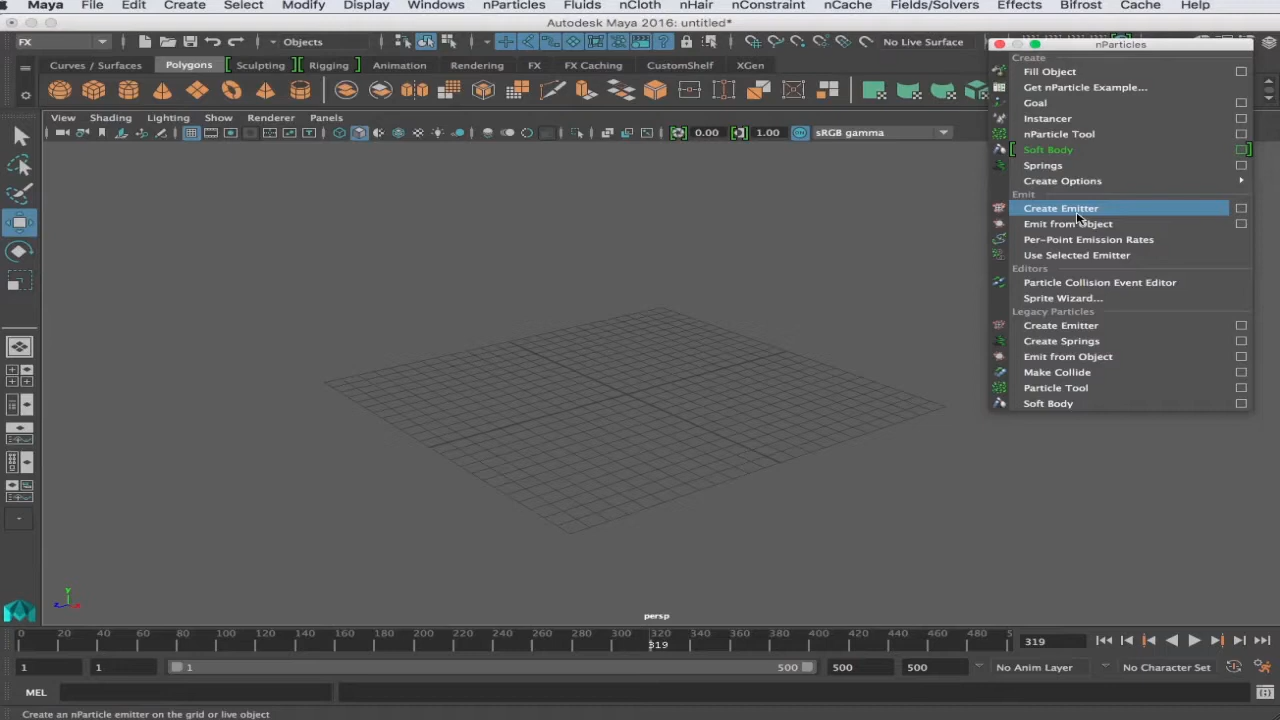 Maya File Edit Create Select Modify Display Windows nParticles Fluids nCloth nHair nConstraint nCache Fields/Solvers Effects Bifrost Cache Help
Autodesk Maya 2016: untitled*
FX Objects No Live Surface
nParticles
Curves / Surfaces Polygons Sculpting Rigging Animation Rendering FX FX Caching CustomShelf XGen
View Shading Lighting Show Renderer Panels
0.00 1.00 sRGB gamma
Create
Fill Object
Get nParticle Example...
Goal
Instancer
nParticle Tool
Soft Body
Springs
Create Options
Emit
Create Emitter
Emit from Object
Per-Point Emission Rates
Use Selected Emitter
Editors
Particle Collision Event Editor
Sprite Wizard...
Legacy Particles
Create Emitter
Create Springs
Emit from Object
Make Collide
Particle Tool
Soft Body
y
z x
persp
0 20 40 60 80 100 120 140 160 180 200 220 240 260 280 300 320 340 360 380 400 420 440 460 480 5
319 319
1 1 1 500 500 500 No Anim Layer No Character Set
MEL
Create an nParticle emitter on the grid or live object